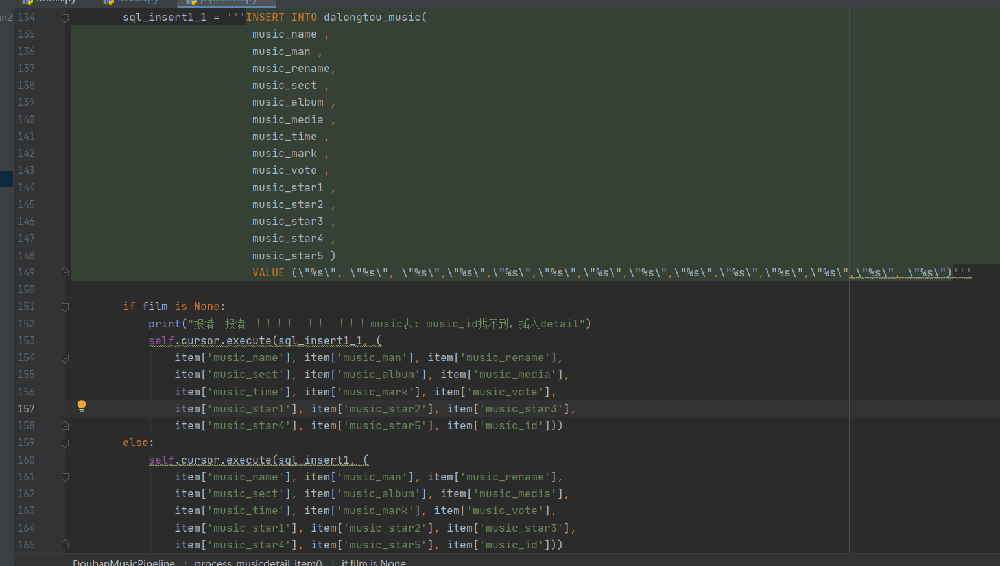 items.py music.py pipelines.py
un2
134 sql_insert1_1 = '''INSERT INTO dalongtou_music(
135 music_name ,
136 music_man ,
137 music_rename,
138 music_sect ,
139 music_album ,
140 music_media ,
141 music_time ,
142 music_mark ,
143 music_vote ,
144 music_star1 ,
145 music_star2 ,
146 music_star3 ,
147 music_star4 ,
148 music_star5 )
149 VALUE (\"%s\", \"%s\", \"%s\",\"%s\",\"%s\",\"%s\",\"%s\",\"%s\",\"%s\",\"%s\",\"%s\",\"%s\",\"%s\", \"%s\")'''
150
151 if film is None:
152 print("报错！报错！！！！！！！！！！！！music表: music_id找不到，插入detail")
153 self.cursor.execute(sql_insert1_1, (
154 item['music_name'], item['music_man'], item['music_rename'],
155 item['music_sect'], item['music_album'], item['music_media'],
156 item['music_time'], item['music_mark'], item['music_vote'],
157 item['music_star1'], item['music_star2'], item['music_star3'],
158 item['music_star4'], item['music_star5'], item['music_id']))
159 else:
160 self.cursor.execute(sql_insert1, (
161 item['music_name'], item['music_man'], item['music_rename'],
162 item['music_sect'], item['music_album'], item['music_media'],
163 item['music_time'], item['music_mark'], item['music_vote'],
164 item['music_star1'], item['music_star2'], item['music_star3'],
165 item['music_star4'], item['music_star5'], item['music_id']))
DoubanMusicPipeline › process_musicdetail_item() › if film is None